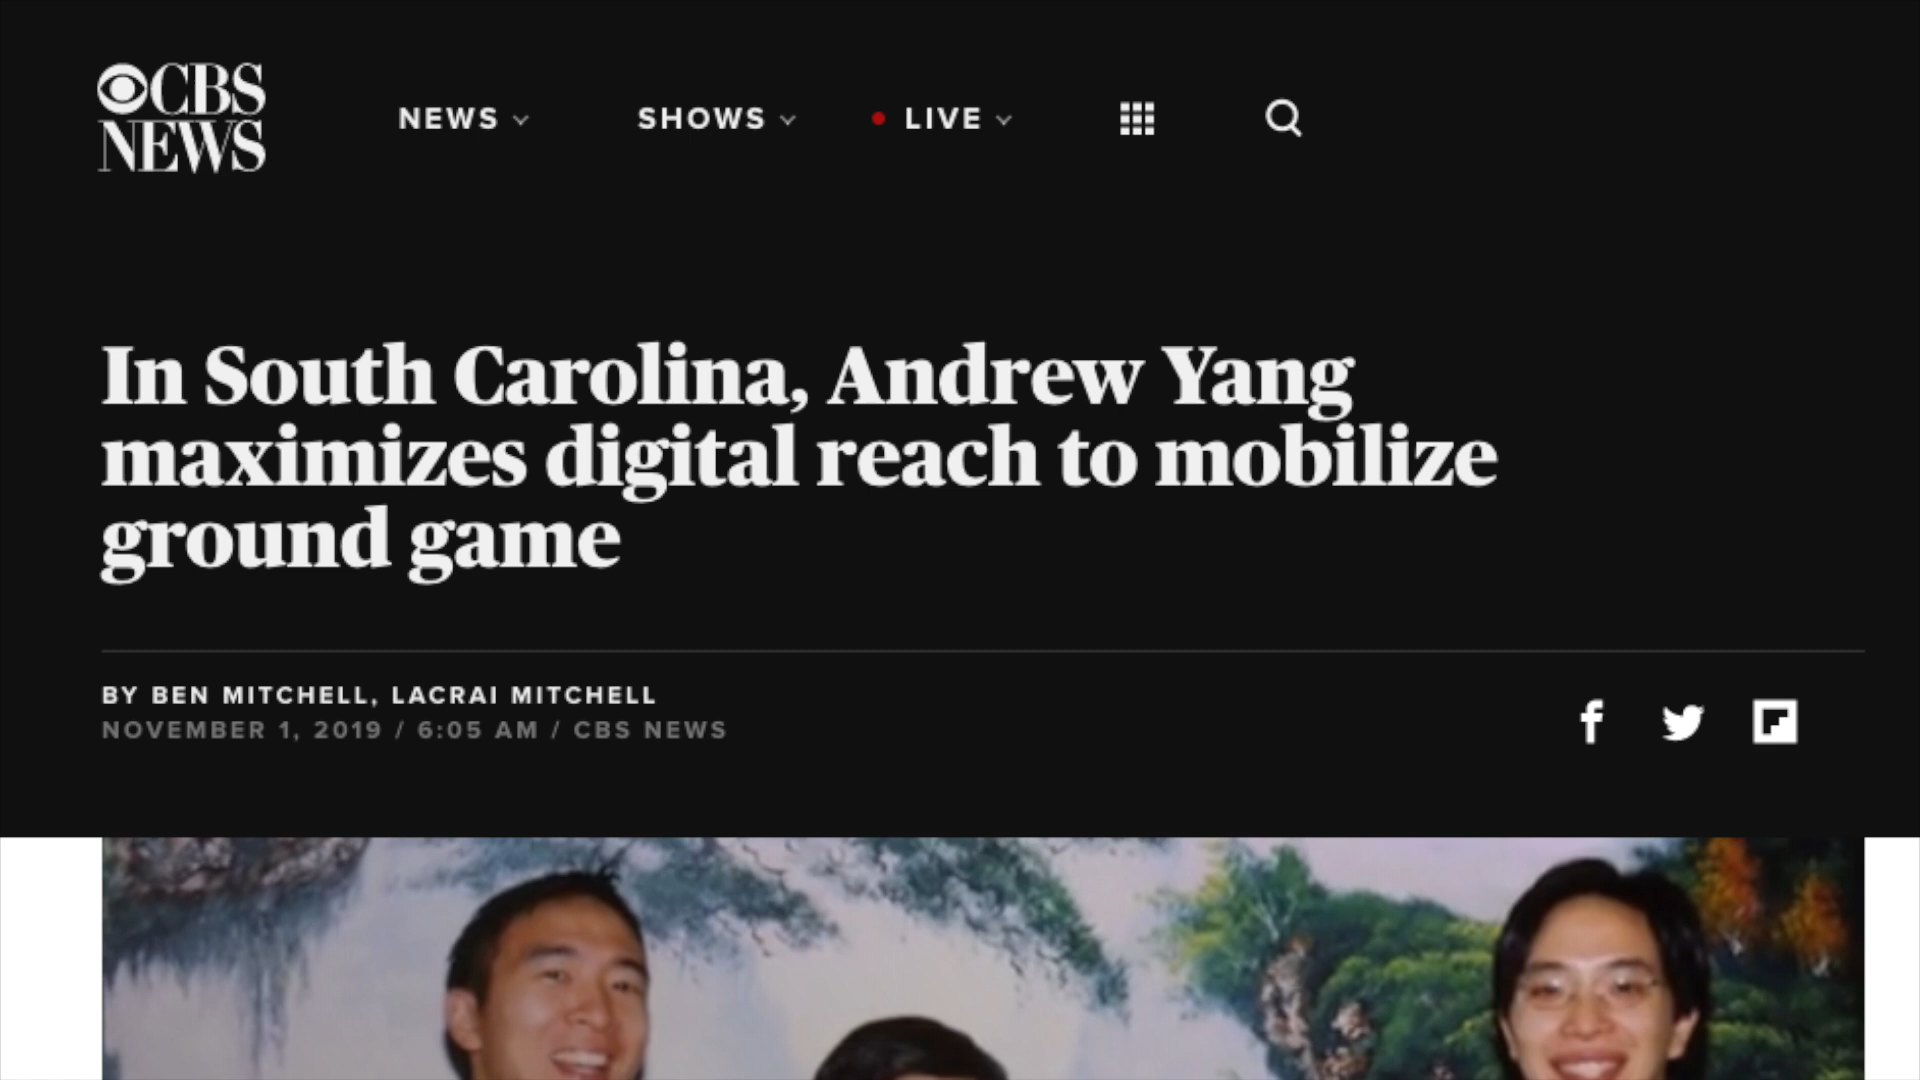 CBS
NEWS
NEWS
SHOWS
LIVE
In South Carolina, Andrew Yang
maximizes digital reach to mobilize
ground game
BY BEN MITCHELL, LACRAI MITCHELL
NOVEMBER 1, 2019 / 6:05 AM / CBS NEWS